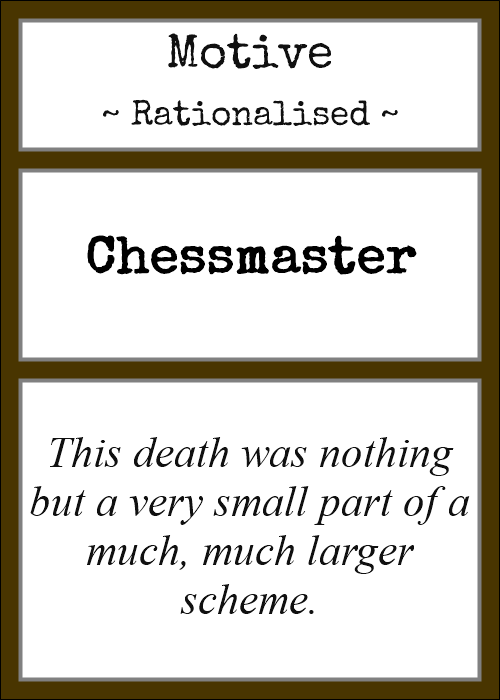 Motive
~ Rationalised ~
Chessmaster
This death was nothing
but a very small part of a
much, much larger
scheme.